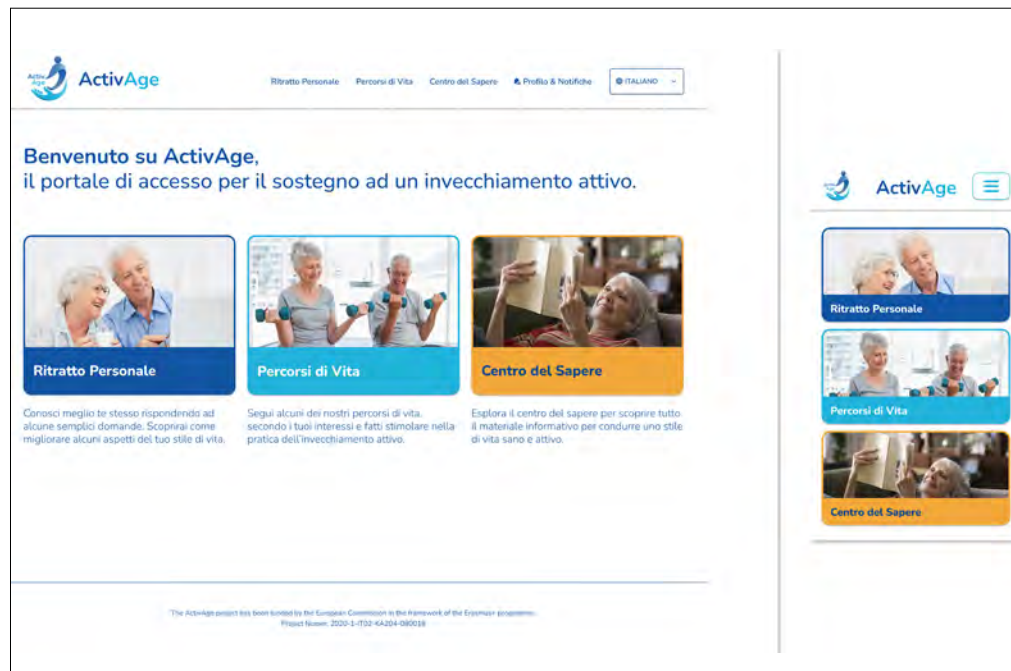 Activ
Age
ActivAge
Ritratto Personale Percorsi di Vita Centro del Sapere Profilo & Notifiche ITALIANO
Benvenuto su ActivAge,
il portale di accesso per il sostegno ad un invecchiamento attivo.
Ritratto Personale
Percorsi di Vita
Centro del Sapere
Conosci meglio te stesso rispondendo ad
alcune semplici domande. Scoprirai come
migliorare alcuni aspetti del tuo stile di vita.
Segui alcuni dei nostri percorsi di vita,
secondo i tuoi interessi e fatti stimolare nella
pratica dell'invecchiamento attivo.
Esplora il centro del sapere per scoprire tutto
il materiale informativo per condurre uno stile
di vita sano e attivo.
The ActivAge project has been funded by the European Commission in the framework of the Erasmus+ programme.
Project Numer: 2020-1-IT02-KA204-080018
ActivAge
Ritratto Personale
Percorsi di Vita
Centro del Sapere